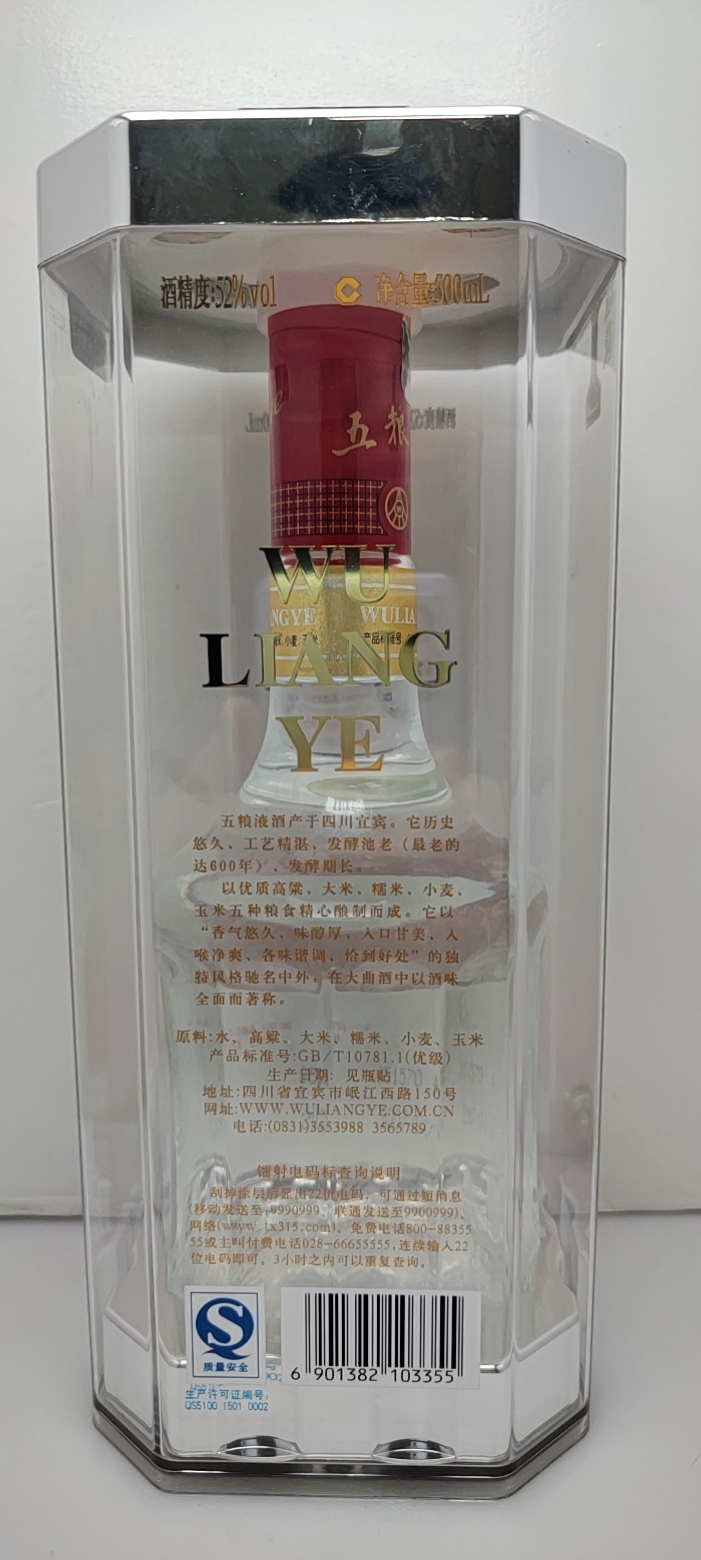 酒精度:52%vol C 净含量:500mL
五粮
WU
NGYE WULIA
小麦、玉米 产品标准号
LIANG
YE
五粮液酒产于四川宜宾。它历史
悠久、工艺精湛，发酵池老（最老的
达600年）、发酵期长。
以优质高粱、大米、糯米、小麦、
玉米五种粮食精心酿制而成。它以
“香气悠久、味醇厚、入口甘美、入
喉净爽、各味谐调、恰到好处”的独
特风格驰名中外，在大曲酒中以酒味
全面而著称。
原料:水、高粱、大米、糯米、小麦、玉米
产品标准号:GB/T10781.1(优级)
生产日期: 见瓶贴
地址:四川省宜宾市岷江西路150号
网址:WWW.WULIANGYE.COM.CN
电话:(0831)3553988 3565789
镭射电码标查询说明
刮掉涂层后显出22位电码，可通过短消息
(移动发送至:9990999、联通发送至9900999)、
网络(www.tx315.com)、免费电话800-88355
55或主叫付费电话028-66655555,连续输入22
位电码即可。3小时之内可以重复查询。
质量安全
6 901382 103355
生产许可证编号:
QS5100 1501 0002